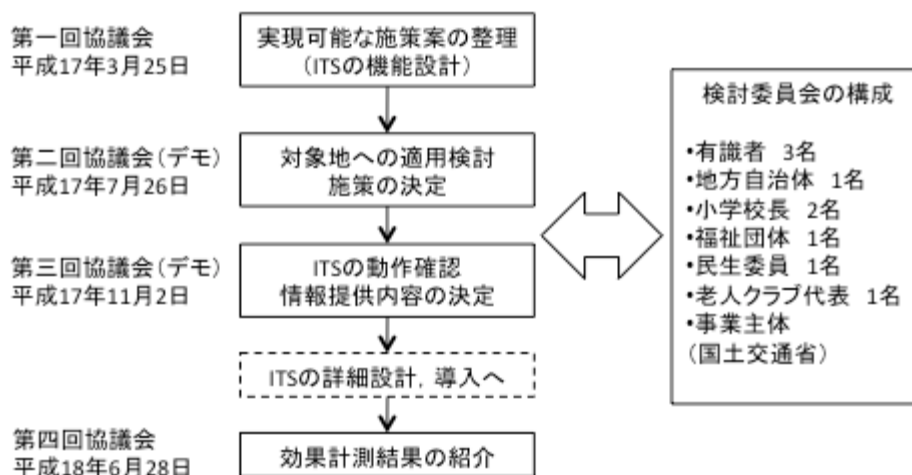 第一回協議会
平成17年3月25日
実現可能な施策案の整理
(ITSの機能設計)
第二回協議会(デモ)
平成17年7月26日
対象地への適用検討
施策の決定
第三回協議会(デモ)
平成17年11月2日
ITSの動作確認
情報提供内容の決定
ITSの詳細設計, 導入へ
第四回協議会
平成18年6月28日
効果計測結果の紹介
検討委員会の構成
•有識者 3名
•地方自治体 1名
•小学校長 2名
•福祉団体 1名
•民生委員 1名
•老人クラブ代表 1名
•事業主体
(国土交通省)